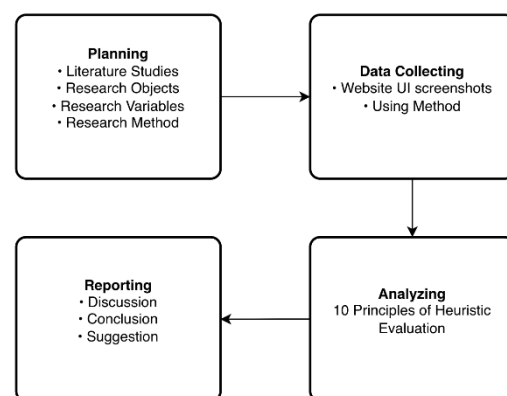 Planning
• Literature Studies
• Research Objects
• Research Variables
• Research Method
Data Collecting
• Website UI screenshots
• Using Method
Analyzing
10 Principles of Heuristic
Evaluation
Reporting
• Discussion
• Conclusion
• Suggestion